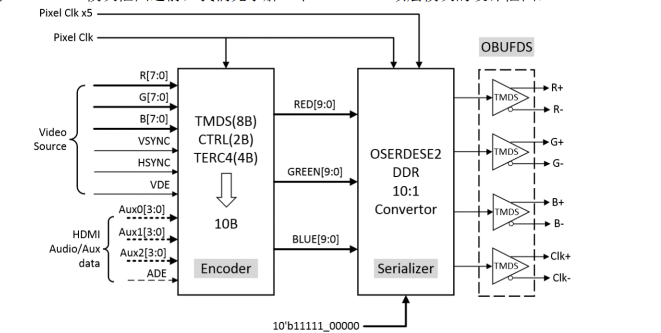 Pixel Clk x5
Pixel Clk
OBUFDS
R[7:0]
G[7:0]
B[7:0]
VSYNC
HSYNC
VDE
Video
Source
Aux0[3:0]
Aux1[3:0]
Aux2[3:0]
ADE
HDMI
Audio/Aux
data
TMDS(8B)
CTRL(2B)
TERC4(4B)
10B
Encoder
RED[9:0]
GREEN[9:0]
BLUE[9:0]
OSERDESE2
DDR
10:1
Convertor
Serializer
TMDS
R+
R-
TMDS
G+
G-
TMDS
B+
B-
TMDS
Clk+
Clk-
10'b11111_00000